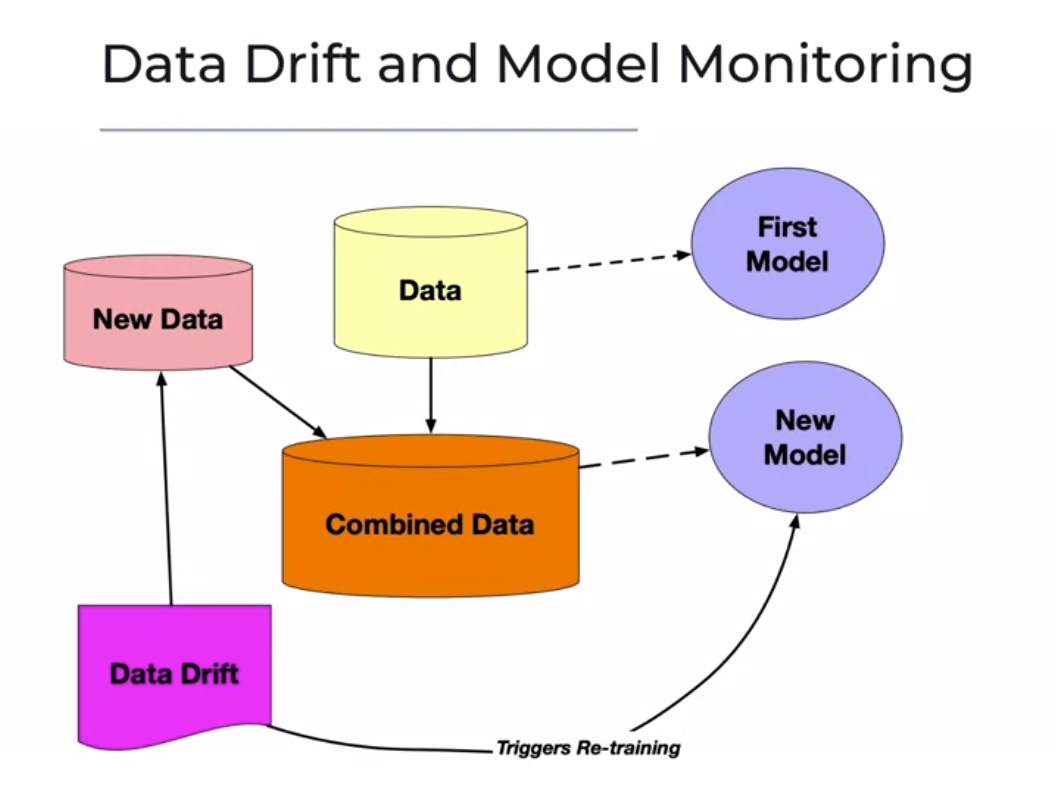 Data Drift and Model Monitoring
First
Model
Data
New Data
New
Model
Combined Data
Data Drift
Triggers Re-training